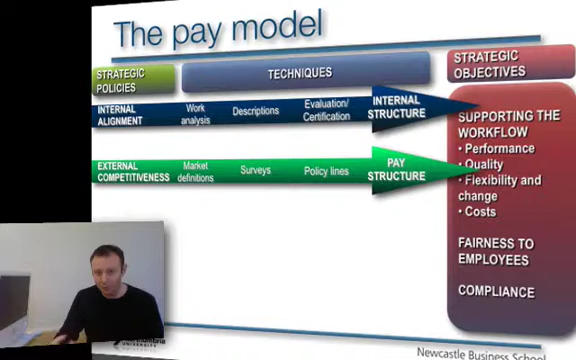 The pay model
STRATEGIC
POLICIES
TECHNIQUES
STRATEGIC
OBJECTIVES
INTERNAL
ALIGNMENT
Work
analysis
Descriptions
Evaluation/
Certification
INTERNAL
STRUCTURE
EXTERNAL
COMPETITIVENESS
Market
definitions
Surveys
Policy lines
PAY
STRUCTURE
SUPPORTING THE
WORKFLOW
• Performance
• Quality
• Flexibility and
change
• Costs
FAIRNESS TO
EMPLOYEES
COMPLIANCE
UNIVERSITY
Newcastle Business School